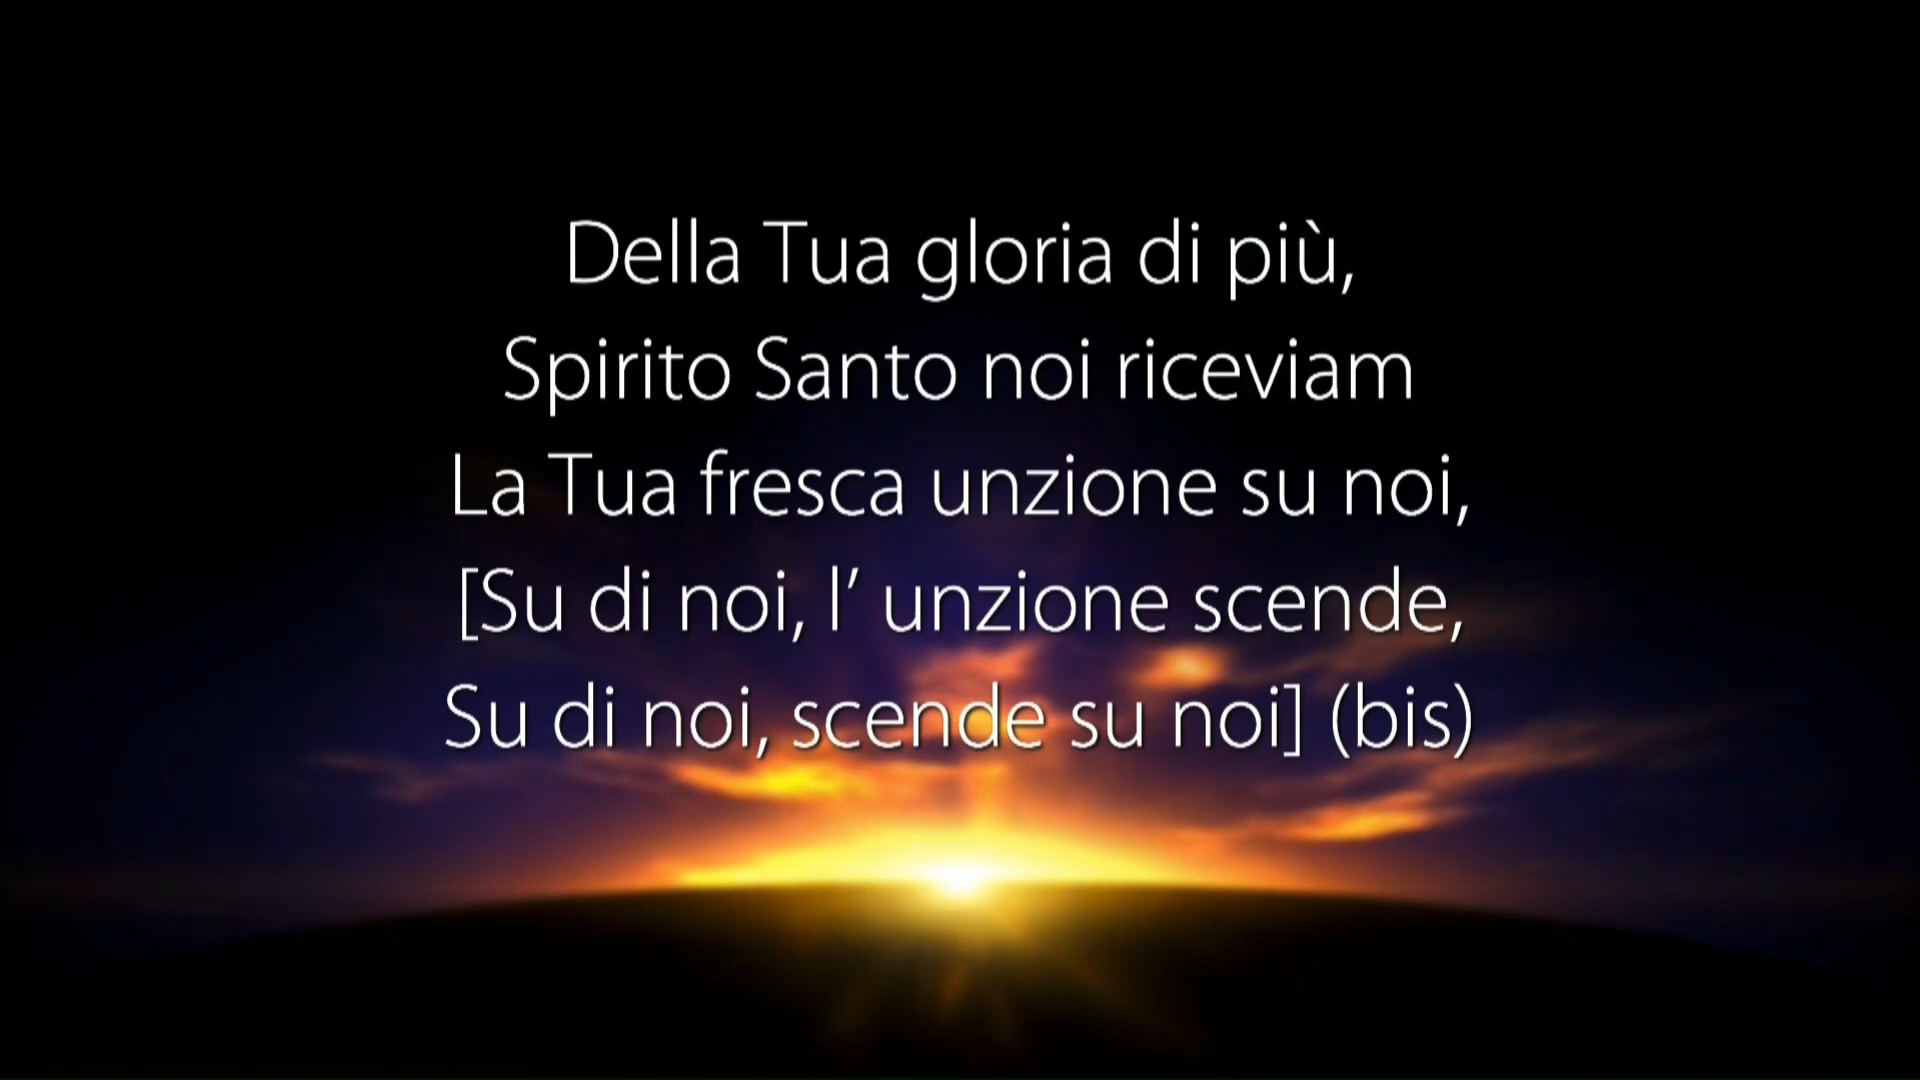 Della Tua gloria di più,
Spirito Santo noi riceviam
La Tua fresca unzione su noi,
[Su di noi, l’ unzione scende,
Su di noi, scende su noi] (bis)